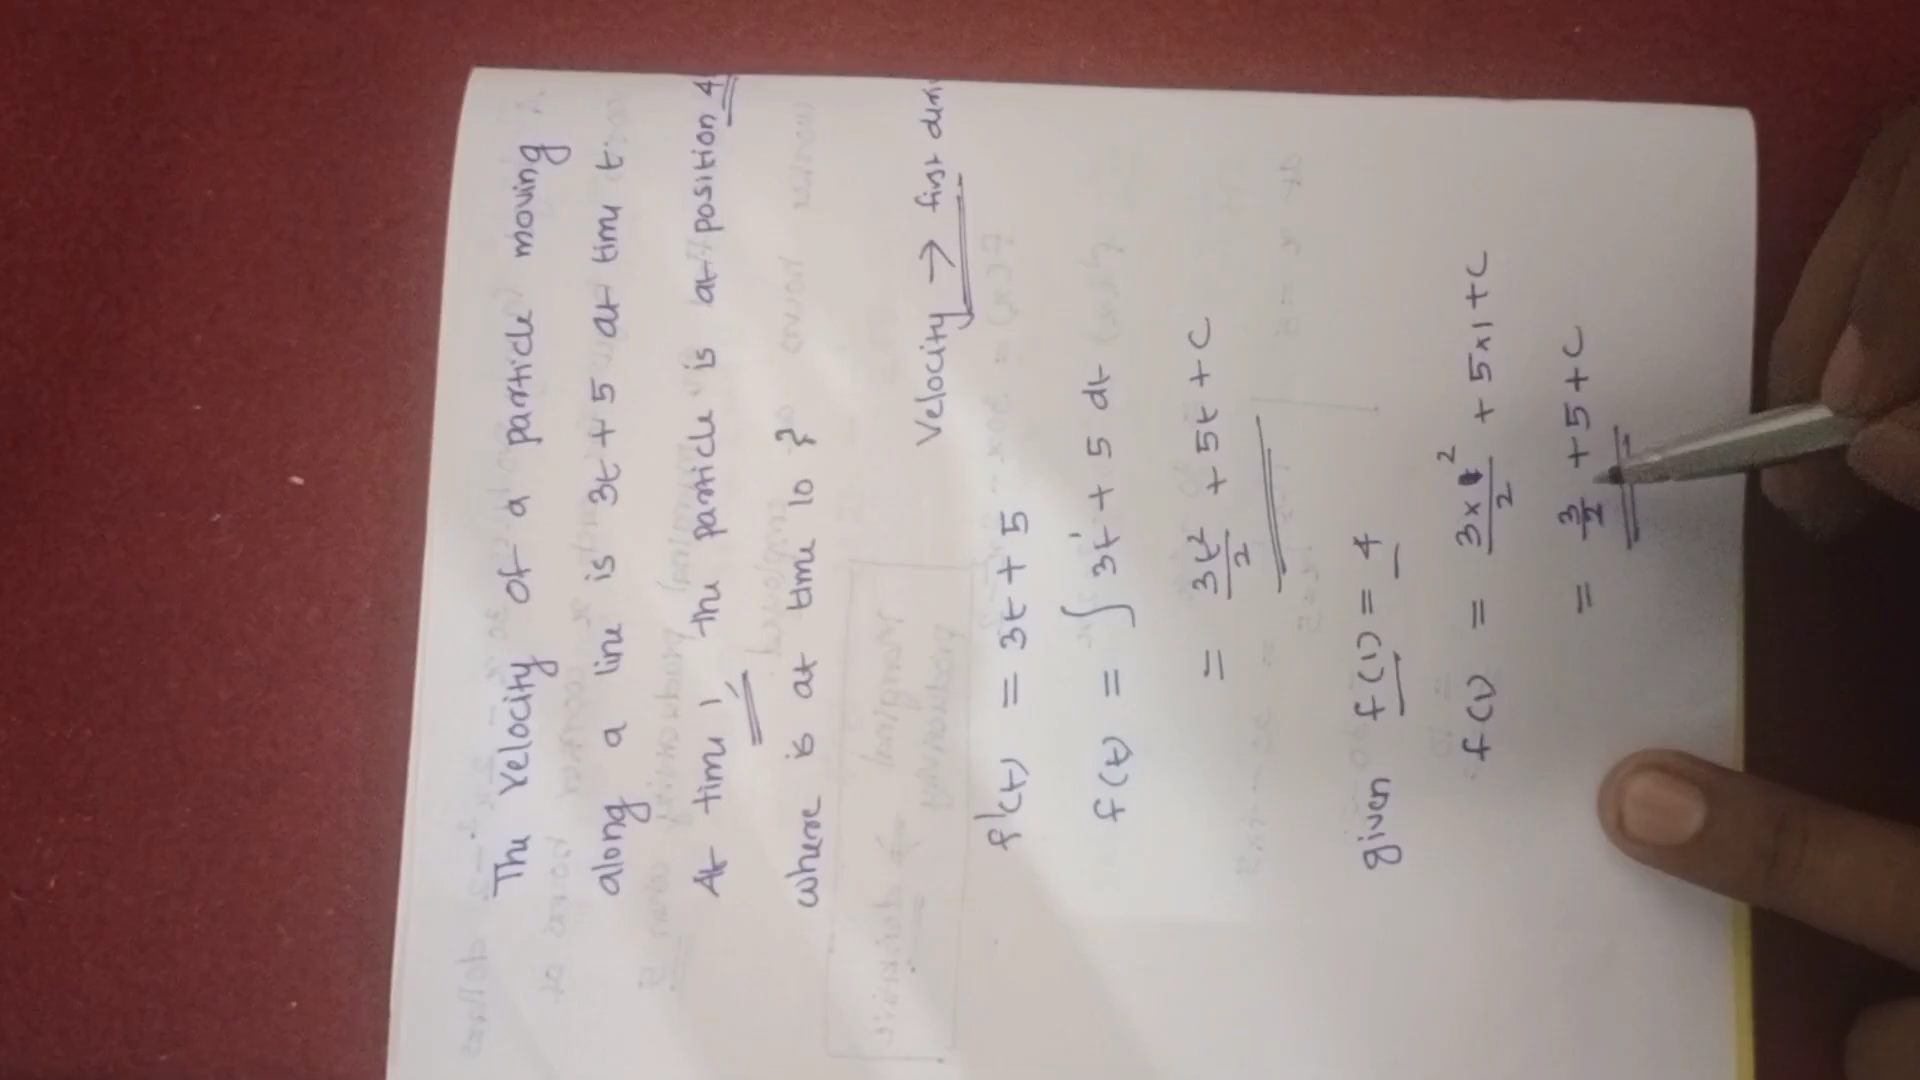 The velocity of a particle moving
along a line is 3t + 5 at time t.
At time 1 the particle is at position 4
where is at time 10 ?
Velocity → first deri
f'(t) = 3t + 5
f(t) = ∫ 3t¹ + 5 dt
= 3t²/2 + 5t + C
given f(1) = 4
f(1) = 3×1²/2 + 5×1 + C
= 3/2 + 5 + C